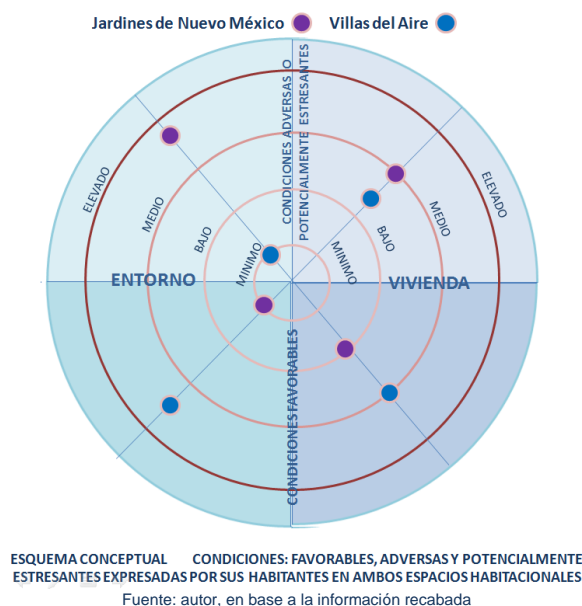 Jardines de Nuevo México Villas del Aire
CONDICIONES ADVERSAS O
POTENCIALMENTE ESTRESANTES
ELEVADO
MEDIO
BAJO
MINIMO
MINIMO
BAJO
MEDIO
ELEVADO
ENTORNO
VIVIENDA
CONDICIONES FAVORABLES
ESQUEMA CONCEPTUAL CONDICIONES: FAVORABLES, ADVERSAS Y POTENCIALMENTE
ESTRESANTES EXPRESADAS POR SUS HABITANTES EN AMBOS ESPACIOS HABITACIONALES
Fuente: autor, en base a la información recabada